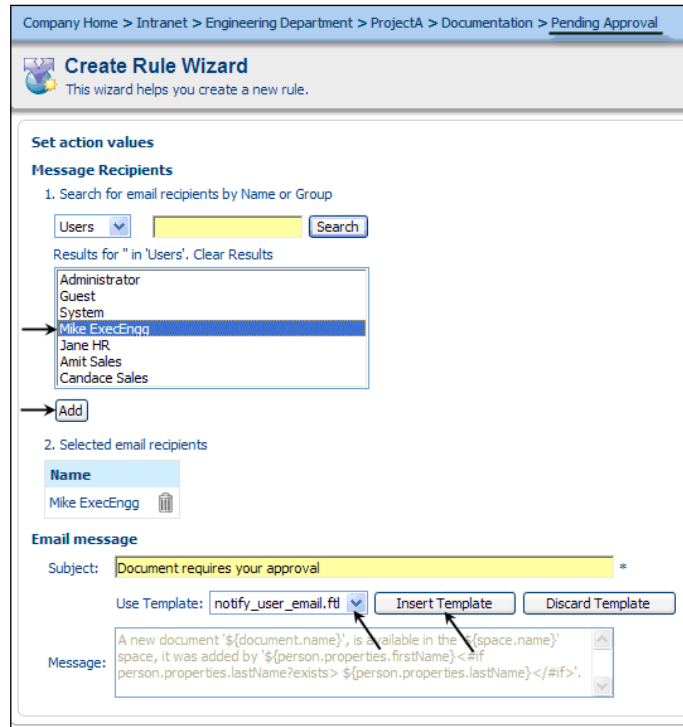 Company Home > Intranet > Engineering Department > ProjectA > Documentation > Pending Approval
Create Rule Wizard
This wizard helps you create a new rule.
Set action values
Message Recipients
1. Search for email recipients by Name or Group
Users
Search
Results for '' in 'Users'. Clear Results
Administrator
Guest
System
Mike ExecEngg
Jane HR
Amit Sales
Candace Sales
Add
2. Selected email recipients
Name
Mike ExecEngg
Email message
Subject: Document requires your approval *
Use Template: notify_user_email.ftl Insert Template Discard Template
Message:
A new document '${document.name}', is available in the '${space.name}'
space, it was added by '${person.properties.firstName}<#if
person.properties.lastName?exists> ${person.properties.lastName}</#if>'.